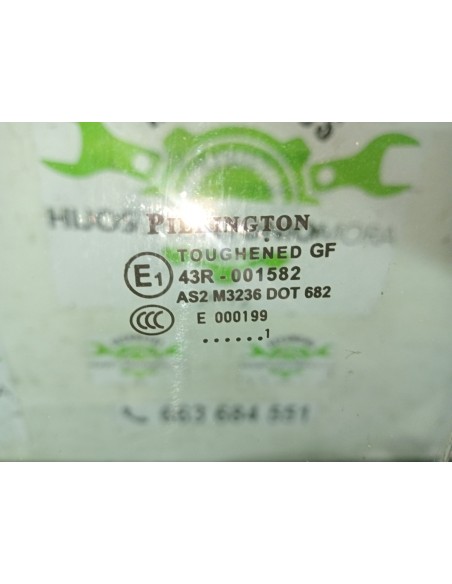 HIJOS
PILKINGTON
TOUGHENED GF
E1 43R - 001582
AS2 M3236 DOT 682
CCC E 000199
......1
663 684 551